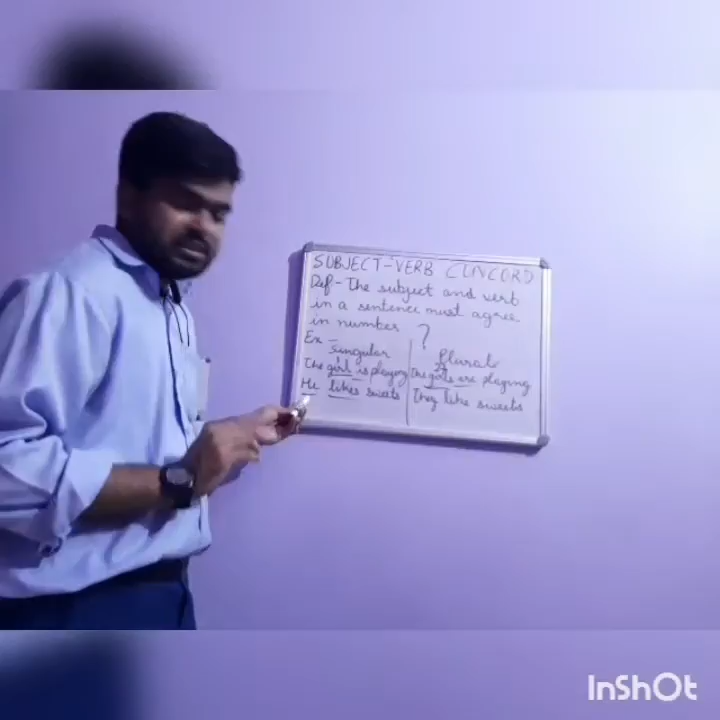 SUBJECT-VERB CONCORD
Def - The subject and verb
in a sentence must agree
in number ?
Ex - Singular
The girl is playing
He likes sweets
Plural
The girls are playing
They like sweets
InShOt